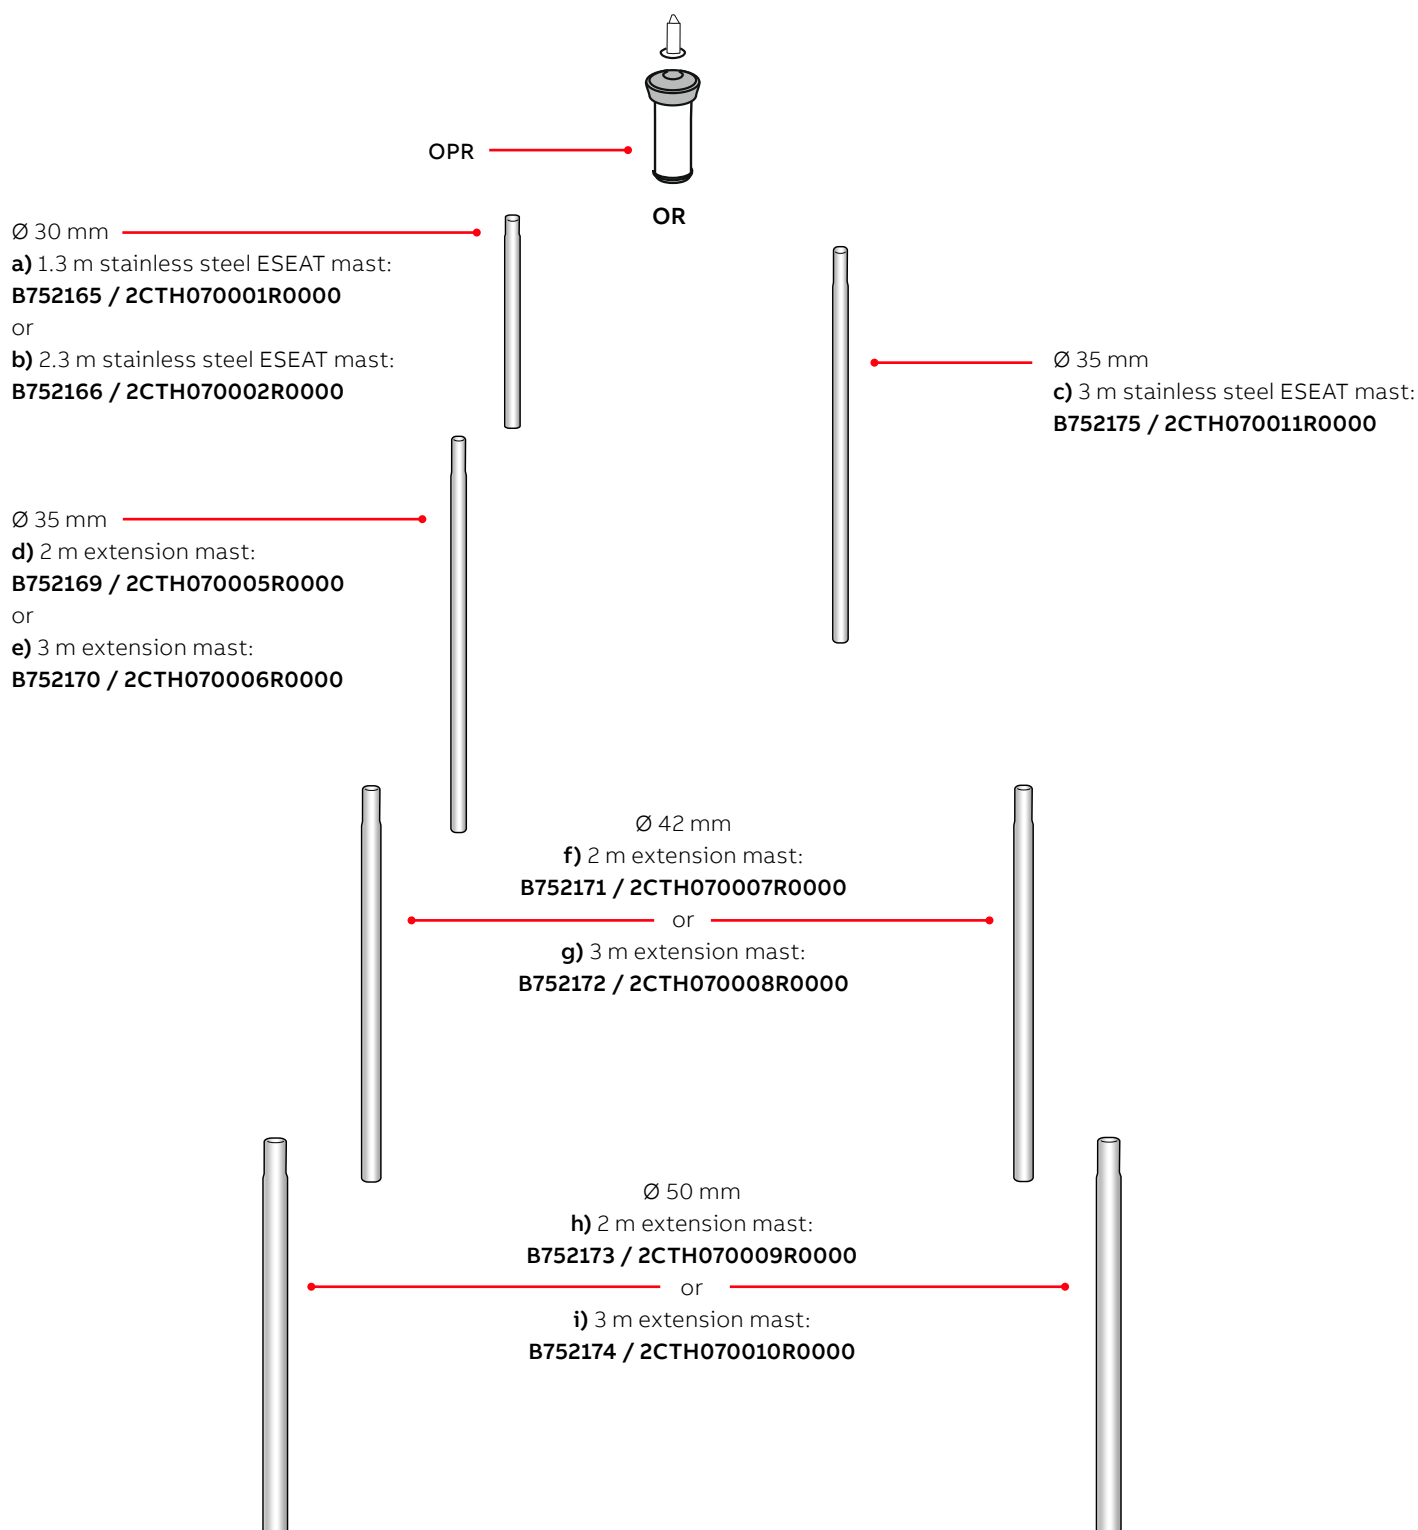 OPR
OR
Ø 30 mm
a) 1.3 m stainless steel ESEAT mast:
B752165 / 2CTH070001R0000
or
b) 2.3 m stainless steel ESEAT mast:
B752166 / 2CTH070002R0000
Ø 35 mm
c) 3 m stainless steel ESEAT mast:
B752175 / 2CTH070011R0000
Ø 35 mm
d) 2 m extension mast:
B752169 / 2CTH070005R0000
or
e) 3 m extension mast:
B752170 / 2CTH070006R0000
Ø 42 mm
f) 2 m extension mast:
B752171 / 2CTH070007R0000
or
g) 3 m extension mast:
B752172 / 2CTH070008R0000
Ø 50 mm
h) 2 m extension mast:
B752173 / 2CTH070009R0000
or
i) 3 m extension mast:
B752174 / 2CTH070010R0000